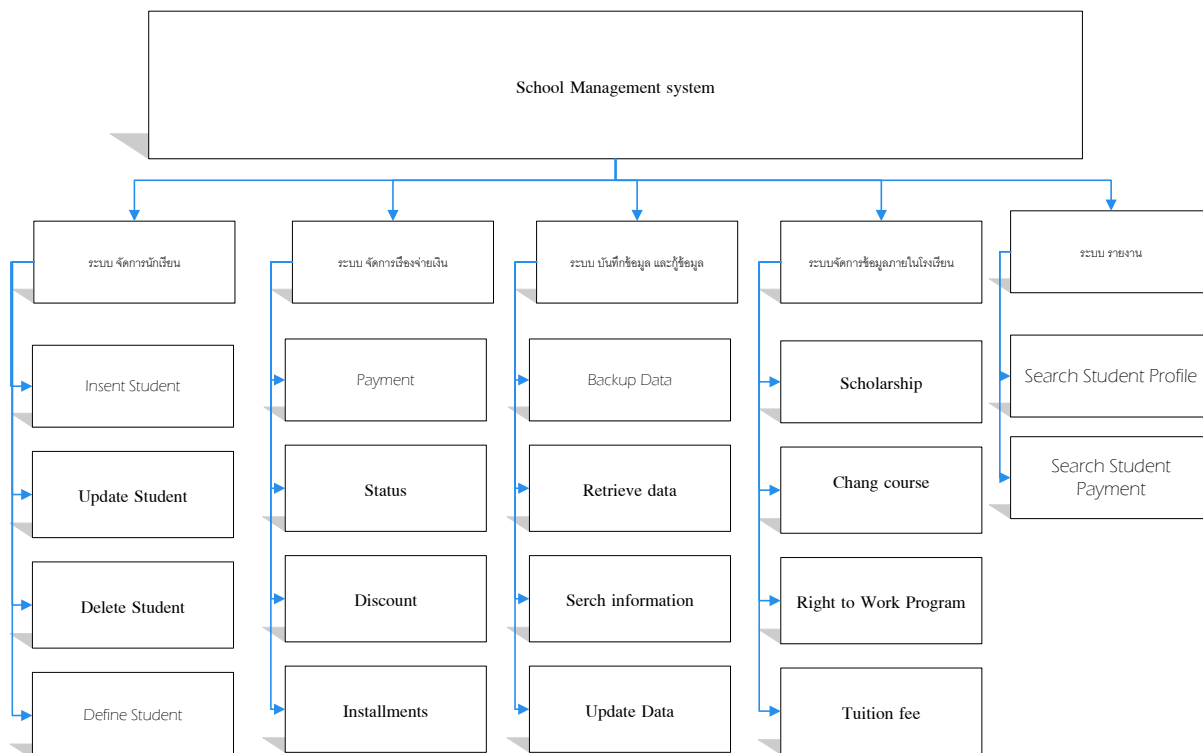 School Management system
ระบบ จัดการนักเรียน
Insent Student
Update Student
Delete Student
Define Student
ระบบ จัดการเรื่องจ่ายเงิน
Payment
Status
Discount
Installments
ระบบ บันทึกข้อมูล และกู้ข้อมูล
Backup Data
Retrieve data
Serch information
Update Data
ระบบจัดการข้อมูลภายในโรงเรียน
Scholarship
Chang course
Right to Work Program
Tuition fee
ระบบ รายงาน
Search Student Profile
Search Student
Payment